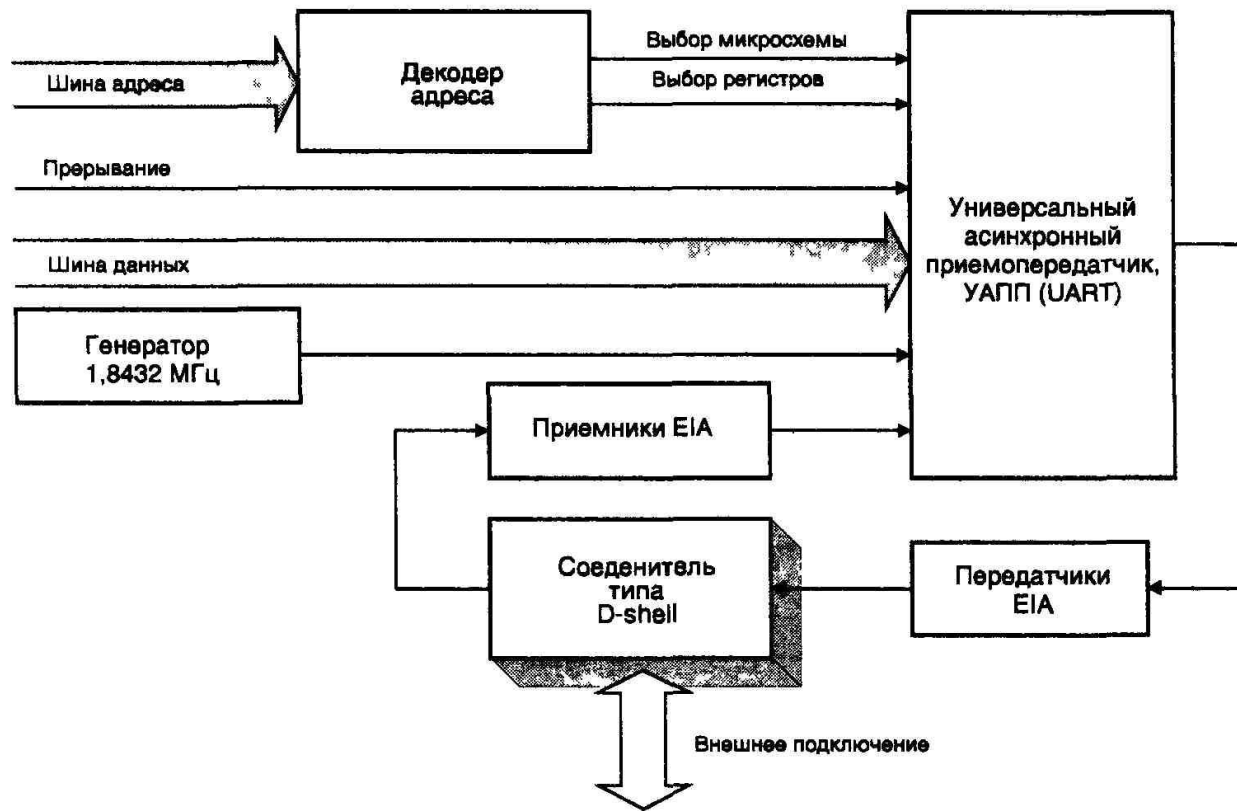 Выбор микросхемы
Шина адреса
Декодер
адреса
Выбор регистров
Прерывание
Универсальный
асинхронный
приемопередатчик,
УАПП (UART)
Шина данных
Генератор
1,8432 МГц
Приемники EIA
Соеденитель
типа
D-shell
Передатчики
EIA
Внешнее подключение